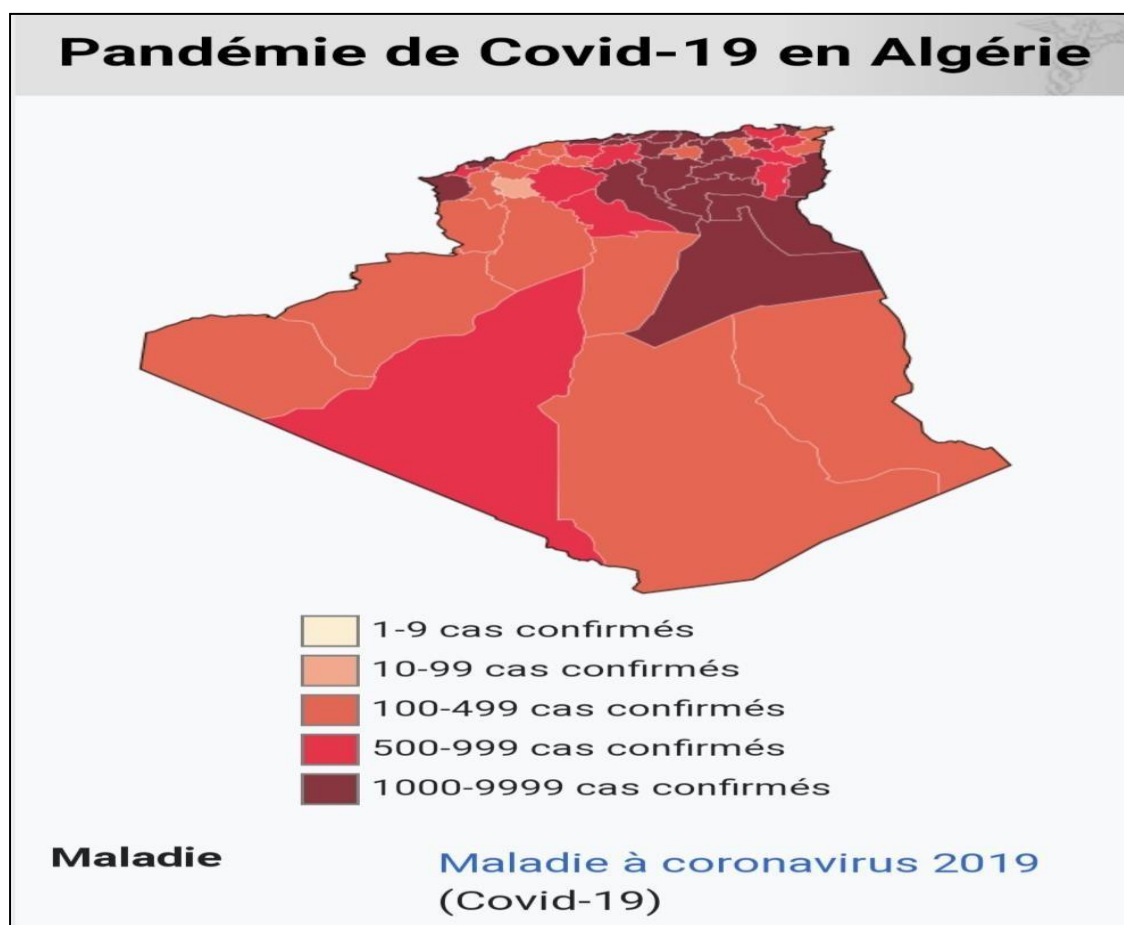 Pandémie de Covid-19 en Algérie
1-9 cas confirmés
10-99 cas confirmés
100-499 cas confirmés
500-999 cas confirmés
1000-9999 cas confirmés
Maladie
Maladie à coronavirus 2019
(Covid-19)